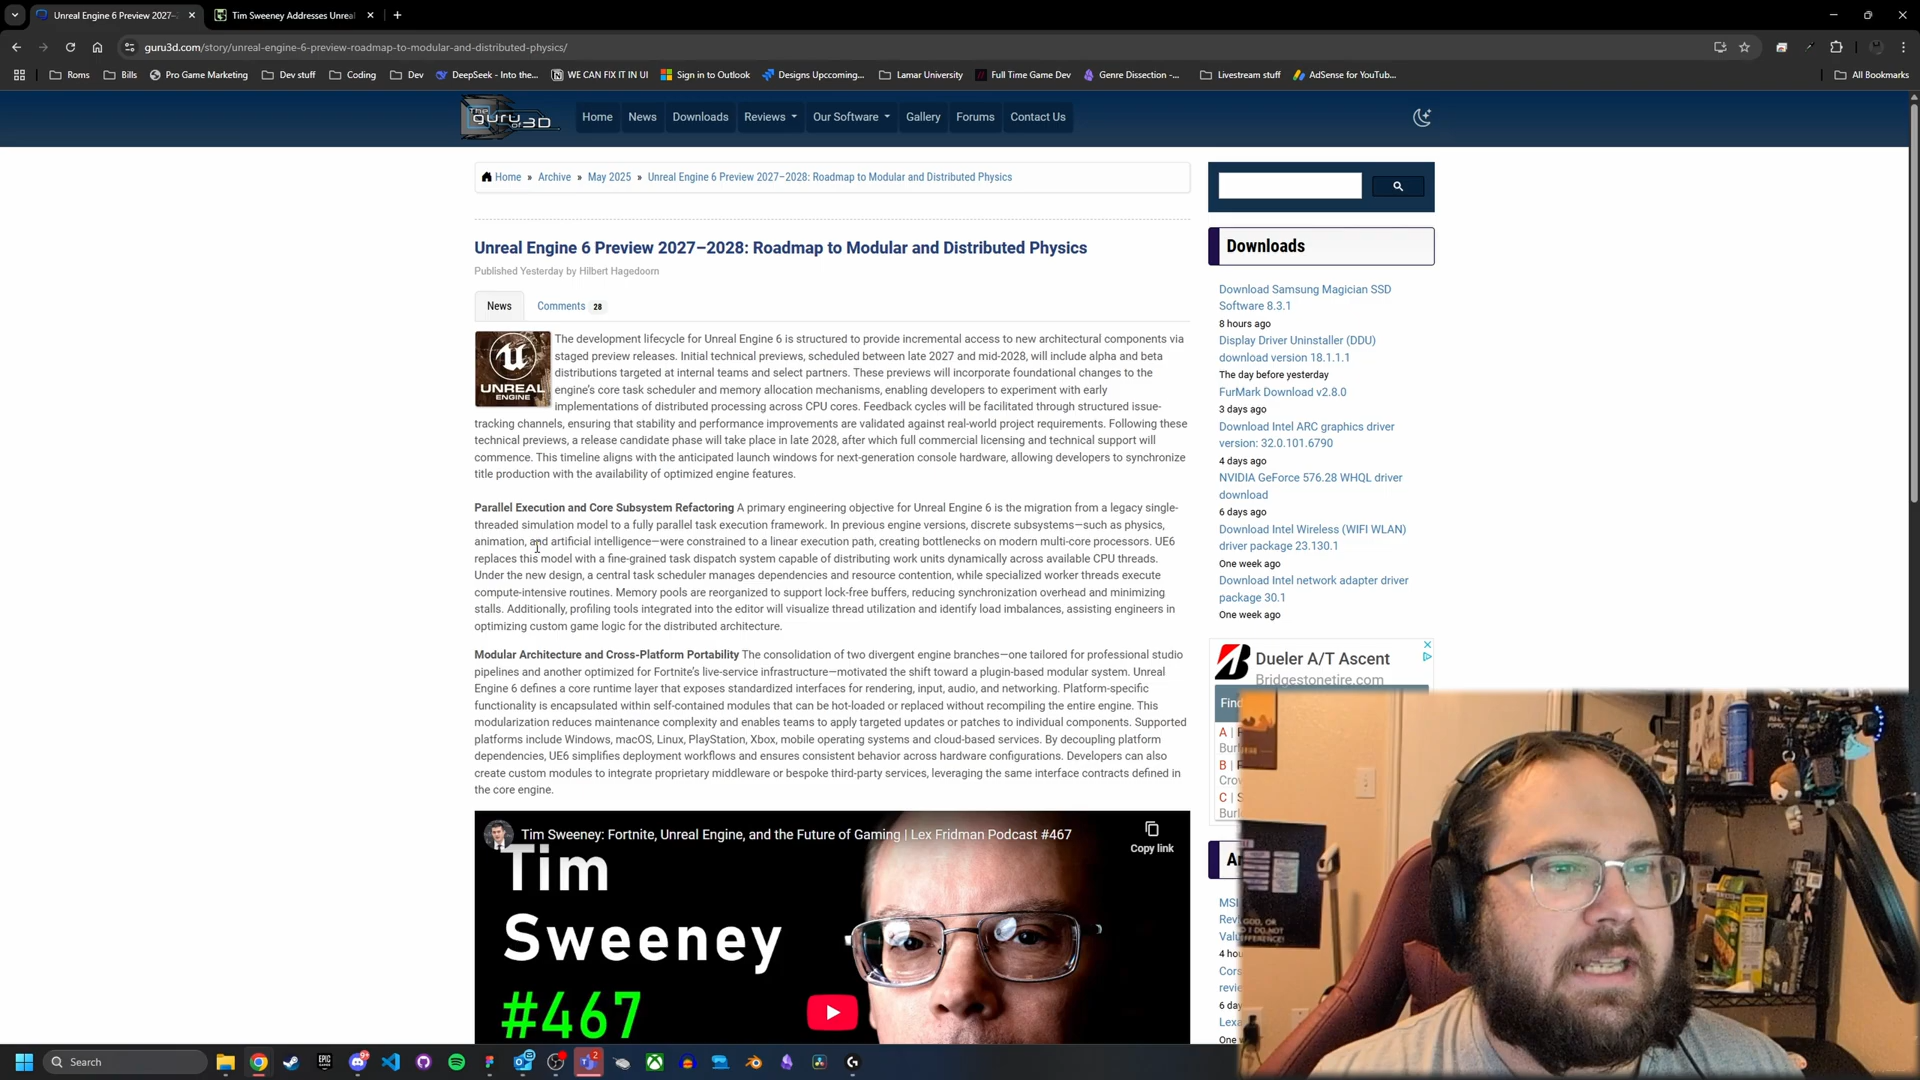 Unreal Engine 6 Preview 2027–
Tim Sweeney Addresses Unreal
guru3d.com/story/unreal-engine-6-preview-roadmap-to-modular-and-distributed-physics/
Roms
Bills
Pro Game Marketing
Dev stuff
Coding
Dev
DeepSeek - Into the...
WE CAN FIX IT IN UI
Sign in to Outlook
Designs Upccoming...
Lamar University
Full Time Game Dev
Genre Dissection -...
Livestream stuff
AdSense for YouTub...
All Bookmarks
The guru of 3D
Home
News
Downloads
Reviews
Our Software
Gallery
Forums
Contact Us
Home » Archive » May 2025 » Unreal Engine 6 Preview 2027–2028: Roadmap to Modular and Distributed Physics
Unreal Engine 6 Preview 2027–2028: Roadmap to Modular and Distributed Physics
Published Yesterday by Hilbert Hagedoorn
News
Comments 28
UNREAL
ENGINE
The development lifecycle for Unreal Engine 6 is structured to provide incremental access to new architectural components via
staged preview releases. Initial technical previews, scheduled between late 2027 and mid-2028, will include alpha and beta
distributions targeted at internal teams and select partners. These previews will incorporate foundational changes to the
engine's core task scheduler and memory allocation mechanisms, enabling developers to experiment with early
implementations of distributed processing across CPU cores. Feedback cycles will be facilitated through structured issue-
tracking channels, ensuring that stability and performance improvements are validated against real-world project requirements. Following these
technical previews, a release candidate phase will take place in late 2028, after which full commercial licensing and technical support will
commence. This timeline aligns with the anticipated launch windows for next-generation console hardware, allowing developers to synchronize
title production with the availability of optimized engine features.
Parallel Execution and Core Subsystem Refactoring A primary engineering objective for Unreal Engine 6 is the migration from a legacy single-
threaded simulation model to a fully parallel task execution framework. In previous engine versions, discrete subsystems—such as physics,
animation, and artificial intelligence—were constrained to a linear execution path, creating bottlenecks on modern multi-core processors. UE6
replaces this model with a fine-grained task dispatch system capable of distributing work units dynamically across available CPU threads.
Under the new design, a central task scheduler manages dependencies and resource contention, while specialized worker threads execute
compute-intensive routines. Memory pools are reorganized to support lock-free buffers, reducing synchronization overhead and minimizing
stalls. Additionally, profiling tools integrated into the editor will visualize thread utilization and identify load imbalances, assisting engineers in
optimizing custom game logic for the distributed architecture.
Modular Architecture and Cross-Platform Portability The consolidation of two divergent engine branches—one tailored for professional studio
pipelines and another optimized for Fortnite's live-service infrastructure—motivated the shift toward a plugin-based modular system. Unreal
Engine 6 defines a core runtime layer that exposes standardized interfaces for rendering, input, audio, and networking. Platform-specific
functionality is encapsulated within self-contained modules that can be hot-loaded or replaced without recompiling the entire engine. This
modularization reduces maintenance complexity and enables teams to apply targeted updates or patches to individual components. Supported
platforms include Windows, macOS, Linux, PlayStation, Xbox, mobile operating systems and cloud-based services. By decoupling platform
dependencies, UE6 simplifies deployment workflows and ensures consistent behavior across hardware configurations. Developers can also
create custom modules to integrate proprietary middleware or bespoke third-party services, leveraging the same interface contracts defined in
the core engine.
Tim Sweeney: Fortnite, Unreal Engine, and the Future of Gaming | Lex Fridman Podcast #467
Copy link
Tim
Sweeney
#467
Downloads
Download Samsung Magician SSD
Software 8.3.1
8 hours ago
Display Driver Uninstaller (DDU)
download version 18.1.1.1
The day before yesterday
FurMark Download v2.8.0
3 days ago
Download Intel ARC graphics driver
version: 32.0.101.6790
4 days ago
NVIDIA GeForce 576.28 WHQL driver
download
6 days ago
Download Intel Wireless (WIFI WLAN)
driver package 23.130.1
One week ago
Download Intel network adapter driver
package 30.1
One week ago
Dueler A/T Ascent
Bridgestonetire.com
Find
A
B
C
MSI
4 hou
Cors
revie
6 day
Lexa
Search